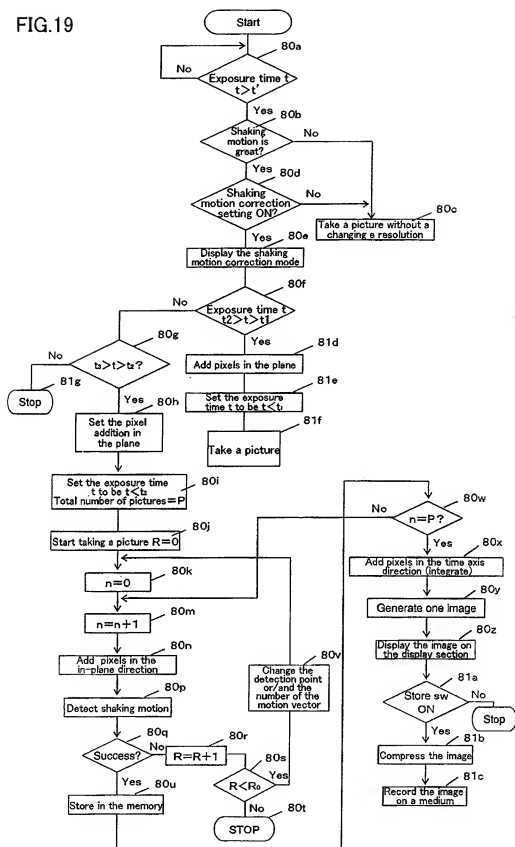 FIG.19
Start
80a
No
Exposure time t
t>t'
Yes
80b
Shaking
motion is
great?
No
Yes
80d
Shaking
motion correction
setting ON?
No
80c
Take a picture without a
changing e resolution
Yes
80e
Display the shaking
motion correction mode
80f
No
Exposure time t
t2>t>t1
Yes
80g
t₃>t>t₂?
No
81g
Stop
Yes
80h
Set the pixel
addition in
the plane
81d
Add pixels in the plane
81e
Set the exposure
time t to be t<t₁
81f
Take a picture
80i
Set the exposure time
t to be t<t₂
Total number of pictures=P
80j
Start taking a picture R=0
80k
n=0
80m
n=n+1
80n
Add pixels in the
in-plane direction
80p
Detect shaking motion
80q
Success?
No
80r
R=R+1
80s
R<R₀
Yes
No
80t
STOP
80v
Change the
detection point
or/and the
number of the
motion vector
Yes
80u
Store in the memory
80w
n=P?
No
Yes
80x
Add pixels in the time axis
direction (integrate)
80y
Generate one image
80z
Display the image on
the display section
81a
Store sw
ON
No
Stop
Yes
81b
Compress the image
81c
Record the image
on a medium